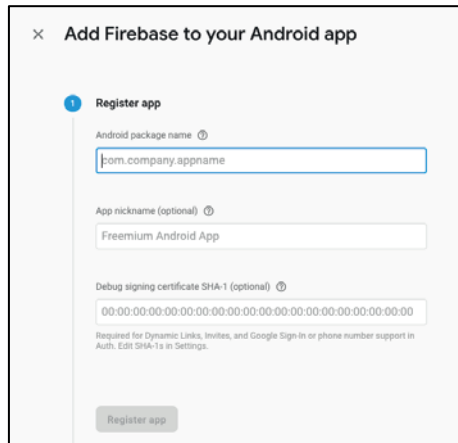 × Add Firebase to your Android app
1 Register app
Android package name ?
com.company.appname
App nickname (optional) ?
Freemium Android App
Debug signing certificate SHA-1 (optional) ?
00:00:00:00:00:00:00:00:00:00:00:00:00:00:00:00:00:00:00:00
Required for Dynamic Links, Invites, and Google Sign-In or phone number support in
Auth. Edit SHA-1s in Settings.
Register app